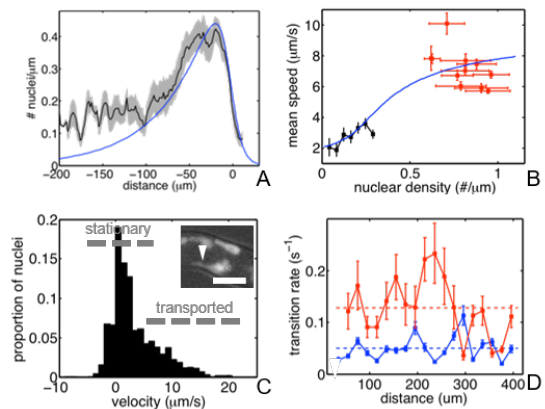 # nuclei/μm
0.4
0.3
0.2
0.1
0
-200
-150
-100
-50
0
distance (μm)
A
mean speed (μm/s)
10
8
6
4
2
0
0.5
1
nuclear density (#/μm)
B
proportion of nuclei
0.2
0.15
0.1
0.05
0
stationary
transported
-10
0
10
20
velocity (μm/s)
C
transition rate (s⁻¹)
0.2
0.1
0
100
200
300
400
distance (μm)
D